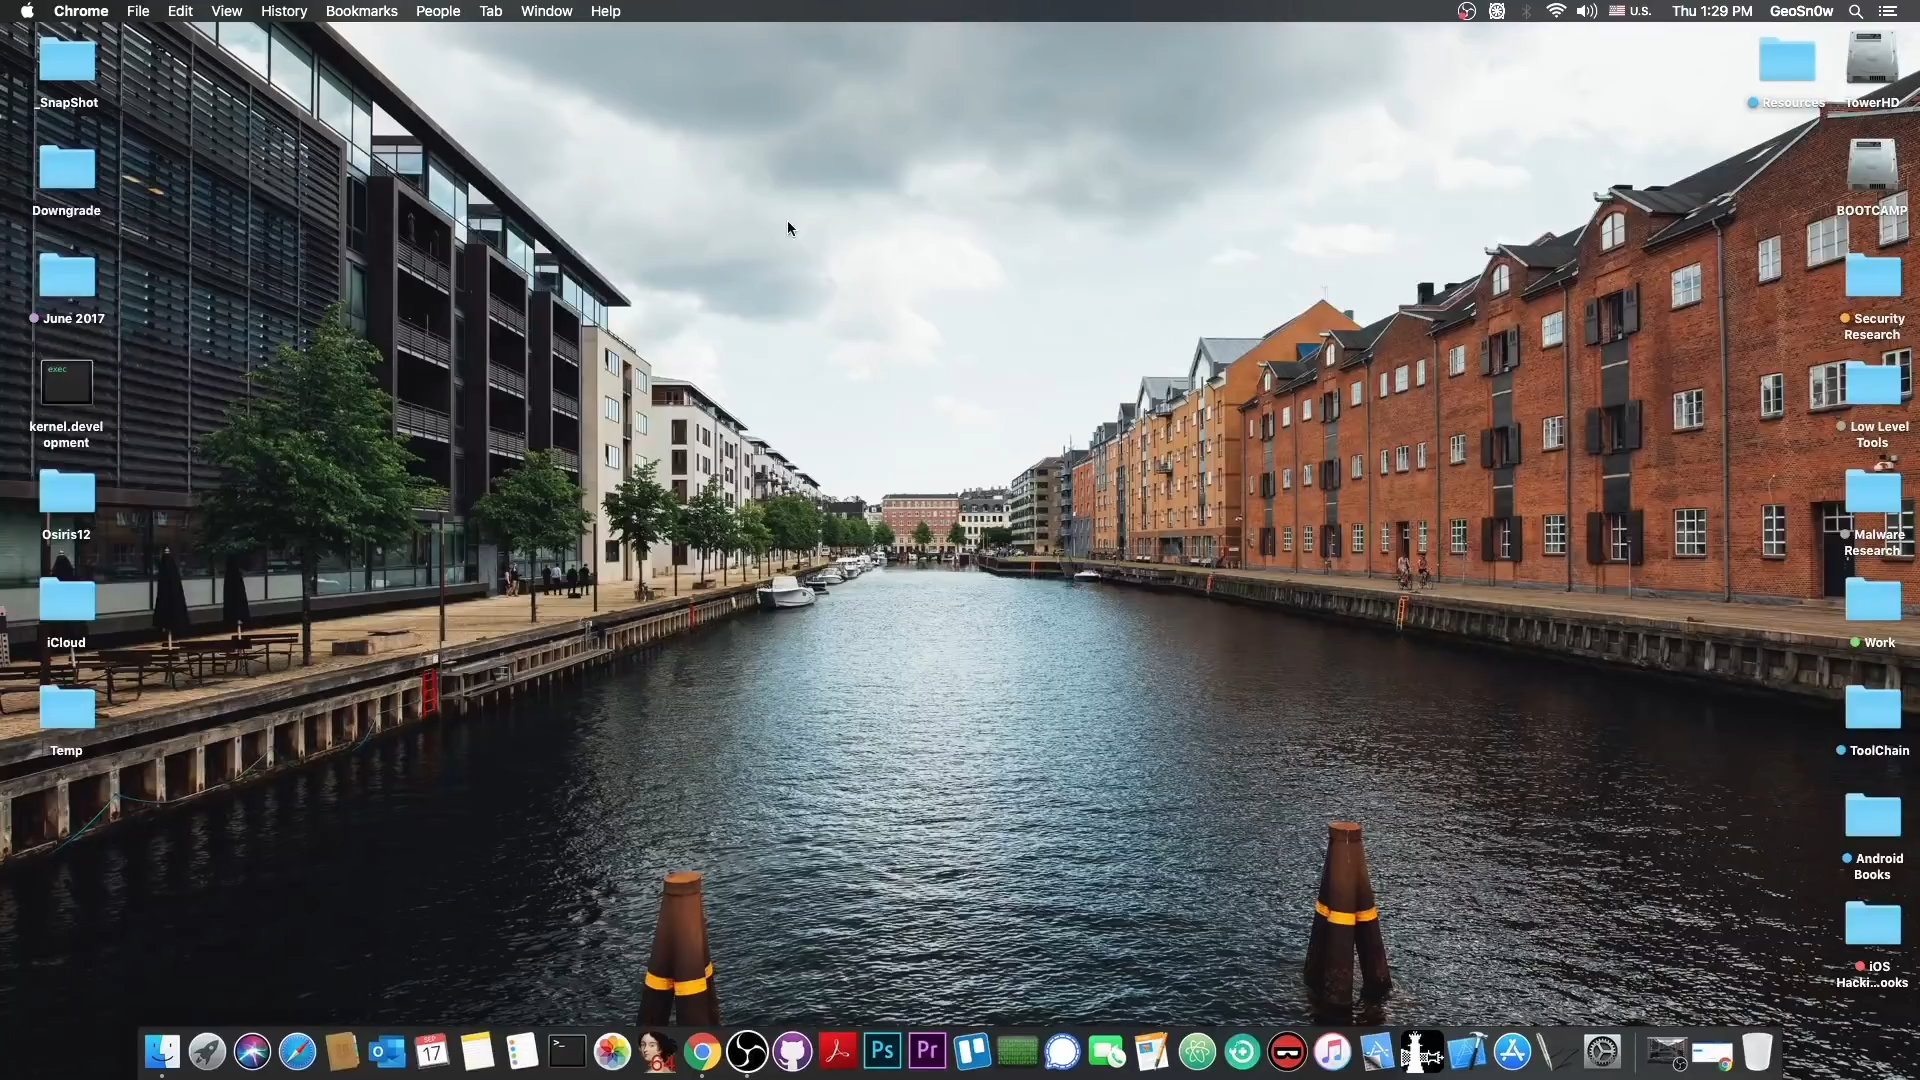 Chrome File Edit View History Bookmarks People Tab Window Help
U.S. Thu 1:29 PM GeoSn0w
_SnapShot
Downgrade
June 2017
exec
kernel.devel
opment
Osiris12
iCloud
Temp
Resources
TowerHD
BOOTCAMP
Security
Research
Low Level
Tools
Malware
Research
Work
ToolChain
Android
Books
iOS
Hacki...ooks
SEP
17
>_
64
Ps
Pr